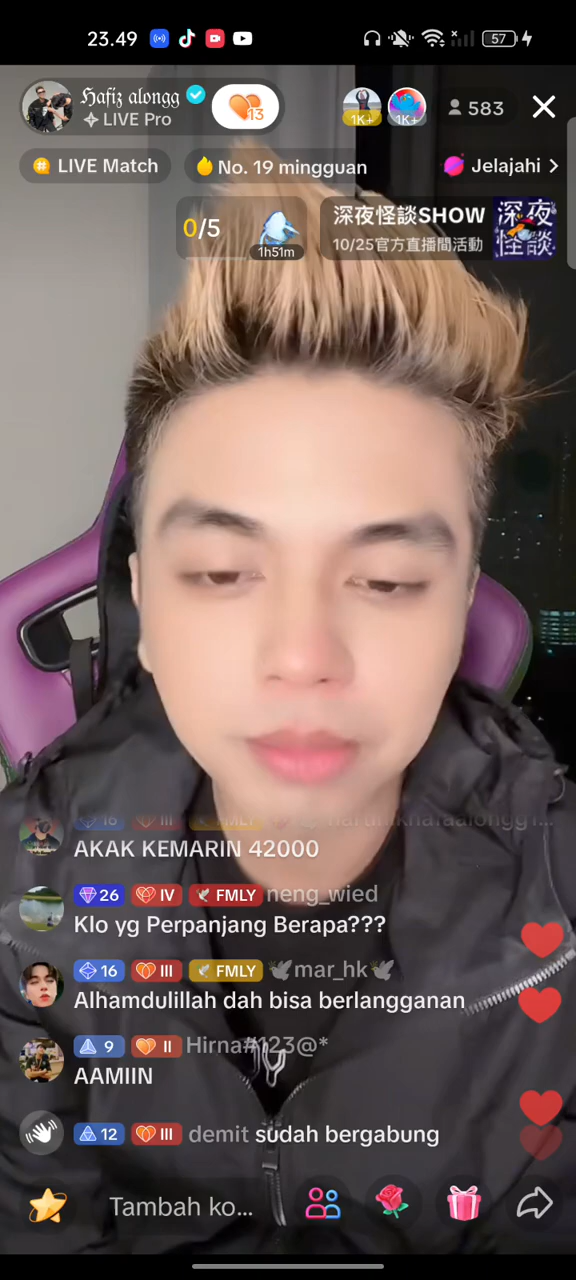 23.49
57
Hafiz alongg
LIVE Pro
13
1K+
1K+
583
LIVE Match
No. 19 mingguan
Jelajahi
0/5
1h51m
深夜怪談SHOW
10/25官方直播間活動
深夜
怪談
16 III FMLY
AKAK KEMARIN 42000
26 IV FMLY neng_wied
Klo yg Perpanjang Berapa???
16 III FMLY 🕊mar_hk🕊
Alhamdulillah dah bisa berlangganan
9 II Hirna#123@*
AAMIIN
12 III demit sudah bergabung
Tambah ko...